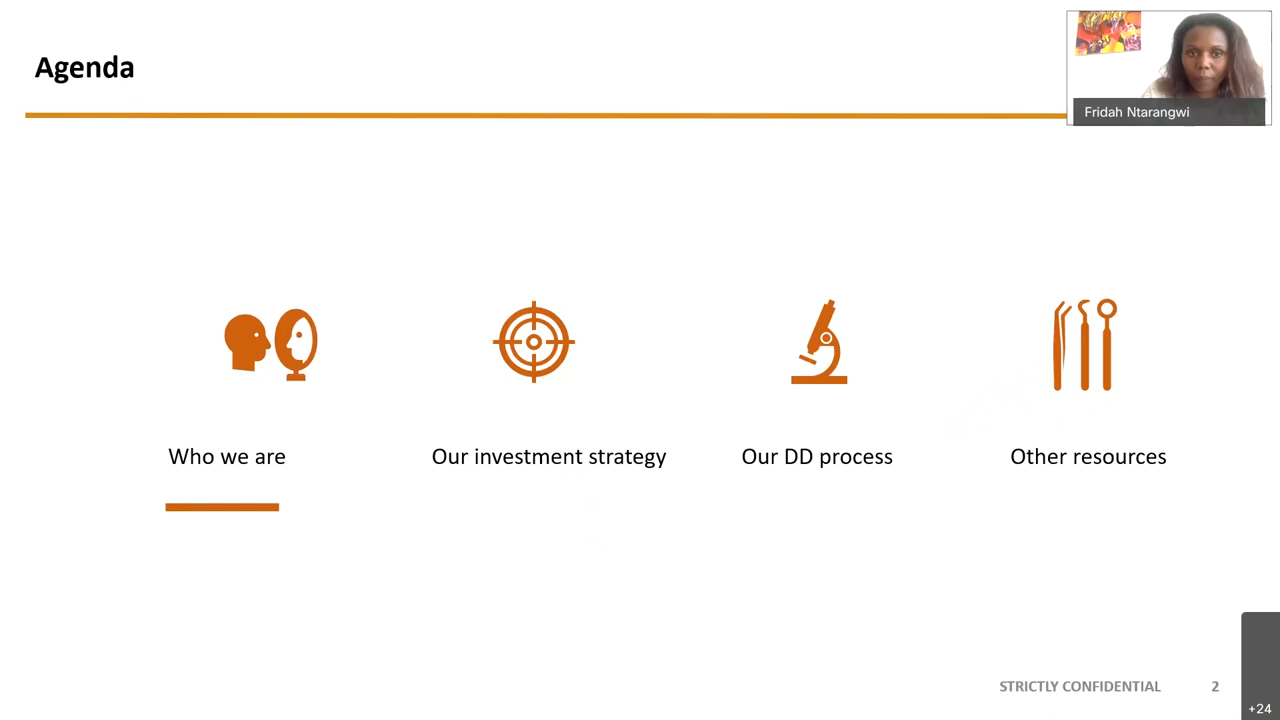 Agenda
Fridah Ntarangwi
Who we are
Our investment strategy
Our DD process
Other resources
STRICTLY CONFIDENTIAL 2
+24